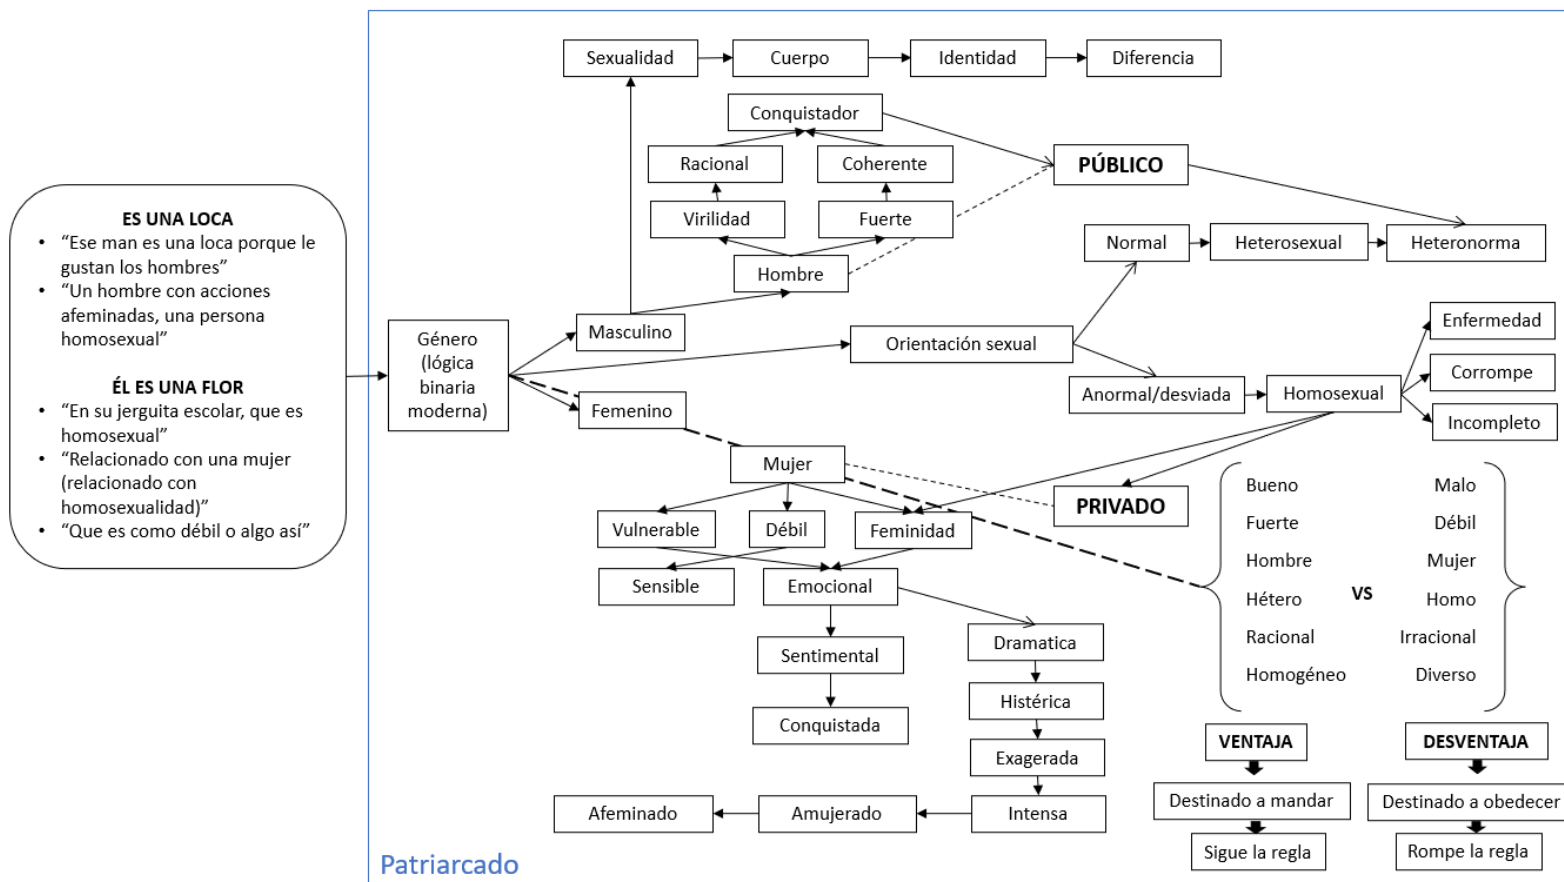 ES UNA LOCA
• “Ese man es una loca porque le
gustan los hombres”
• “Un hombre con acciones
afeminadas, una persona
homosexual”
ÉL ES UNA FLOR
• “En su jerguita escolar, que es
homosexual”
• “Relacionado con una mujer
(relacionado con
homosexualidad)”
• “Que es como débil o algo así”
Género
(lógica
binaria
moderna)
Sexualidad
Cuerpo
Identidad
Diferencia
Conquistador
Racional
Coherente
PÚBLICO
Virilidad
Fuerte
Hombre
Masculino
Normal
Heterosexual
Heteronorma
Orientación sexual
Anormal/desviada
Homosexual
Enfermedad
Corrompe
Incompleto
Femenino
Mujer
PRIVADO
Vulnerable
Débil
Feminidad
Sensible
Emocional
Sentimental
Conquistada
Dramatica
Histérica
Exagerada
Intensa
Amujerado
Afeminado
Bueno
Malo
Fuerte
Débil
Hombre
Mujer
Hétero
VS
Homo
Racional
Irracional
Homogéneo
Diverso
VENTAJA
DESVENTAJA
Destinado a mandar
Destinado a obedecer
Sigue la regla
Rompe la regla
Patriarcado